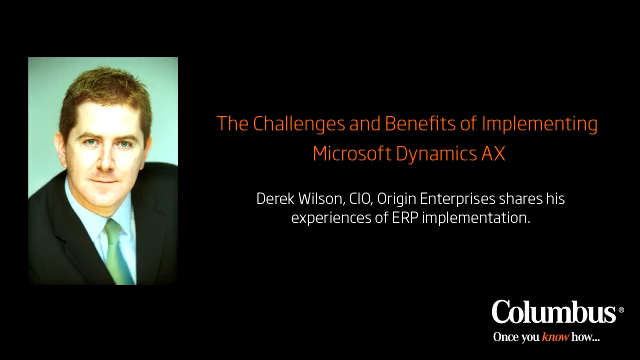 The Challenges and Benefits of Implementing
Microsoft Dynamics AX
Derek Wilson, CIO, Origin Enterprises shares his
experiences of ERP implementation.
Columbus®
Once you know how...